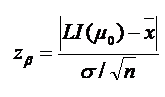 z_β = |LI(μ₀) − x̄| / (σ / √n)